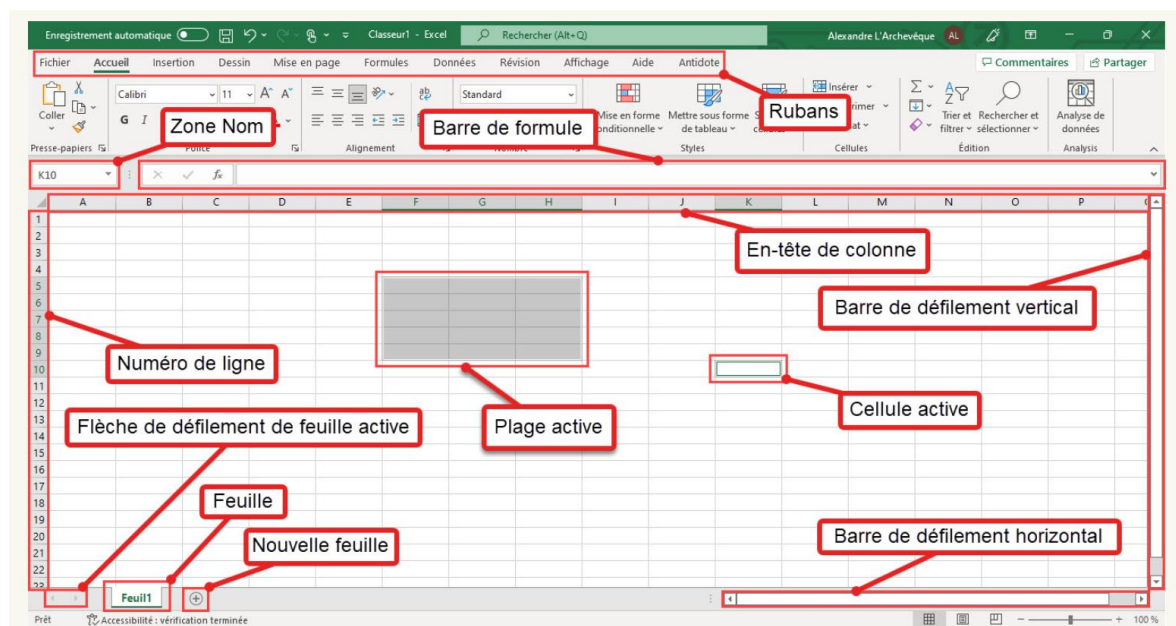 Enregistrement automatique Classeur1 - Excel Rechercher (Alt+Q) Alexandre L'Archevêque AL
Fichier Accueil Insertion Dessin Mise en page Formules Données Révision Affichage Aide Antidote Commentaires Partager
Coller Calibri 11 A A ab Standard Mise en forme Mettre sous forme Insérer Σ Trier et Rechercher et Analyse de
G I Zone Nom Barre de formule conditionnelle de tableau Rubans filtrer sélectionner données
Presse-papiers Police Alignement Nombre Styles Cellules Édition Analysis
K10 fx
A B C D E F G H I J K L M N O P
1
2
3 En-tête de colonne
4
5
6 Barre de défilement vertical
7
8
9
10 Numéro de ligne
11
12 Cellule active
13 Flèche de défilement de feuille active Plage active
14
15
16
17
18 Feuille
19
20 Barre de défilement horizontal
21 Nouvelle feuille
22
23
Feuil1
Prêt Accessibilité : vérification terminée 100 %